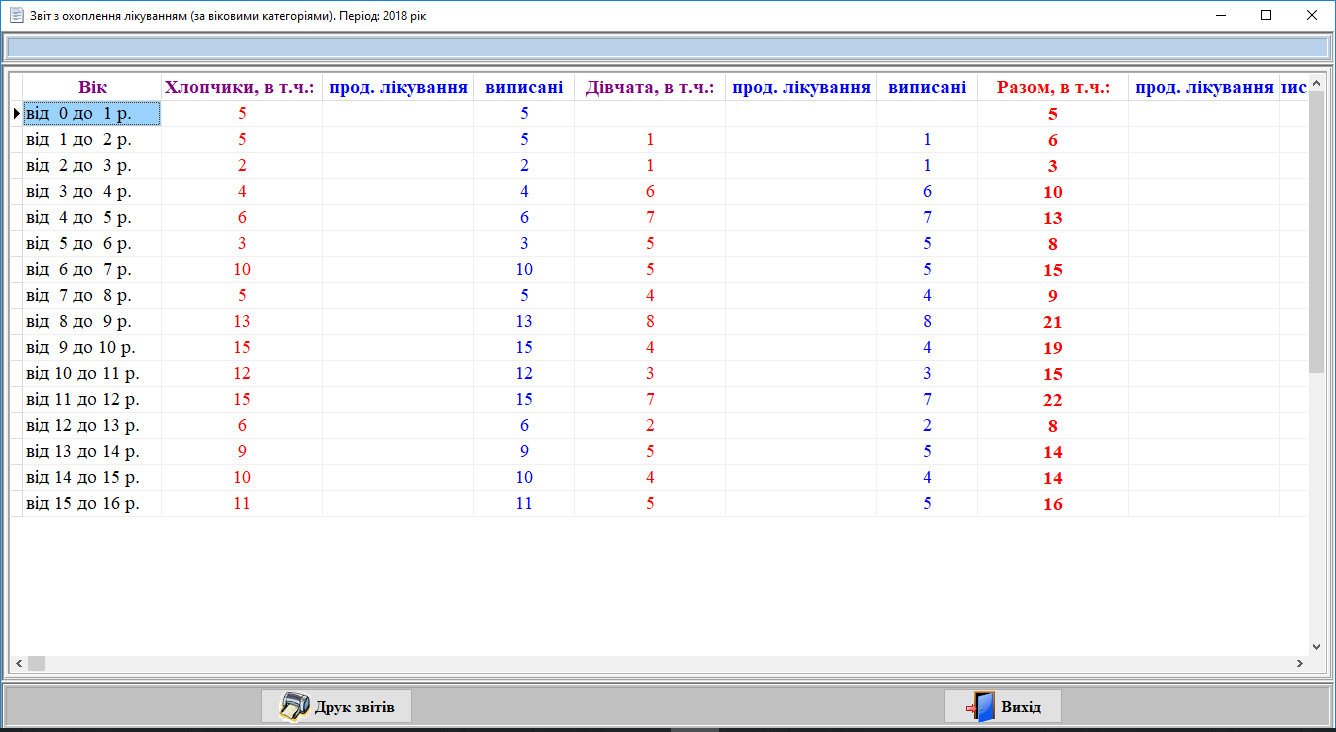 Звіт з охоплення лікуванням (за віковими категоріями). Період: 2018 рік
Вік Хлопчики, в т.ч.: прод. лікування виписані Дівчата, в т.ч.: прод. лікування виписані Разом, в т.ч.: прод. лікування
від 0 до 1 р. 5 5 5
від 1 до 2 р. 5 5 1 1 6
від 2 до 3 р. 2 2 1 1 3
від 3 до 4 р. 4 4 6 6 10
від 4 до 5 р. 6 6 7 7 13
від 5 до 6 р. 3 3 5 5 8
від 6 до 7 р. 10 10 5 5 15
від 7 до 8 р. 5 5 4 4 9
від 8 до 9 р. 13 13 8 8 21
від 9 до 10 р. 15 15 4 4 19
від 10 до 11 р. 12 12 3 3 15
від 11 до 12 р. 15 15 7 7 22
від 12 до 13 р. 6 6 2 2 8
від 13 до 14 р. 9 9 5 5 14
від 14 до 15 р. 10 10 4 4 14
від 15 до 16 р. 11 11 5 5 16
Друк звітів Вихід